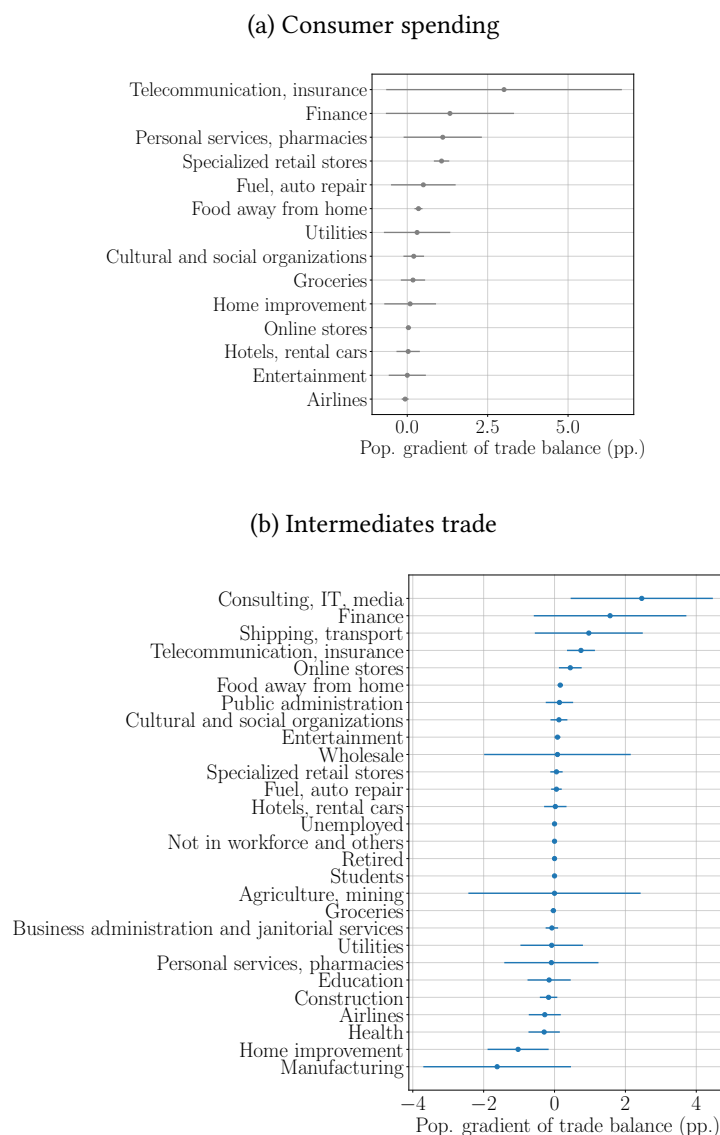 (a) Consumer spending
Telecommunication, insurance
Finance
Personal services, pharmacies
Specialized retail stores
Fuel, auto repair
Food away from home
Utilities
Cultural and social organizations
Groceries
Home improvement
Online stores
Hotels, rental cars
Entertainment
Airlines
0.0 2.5 5.0
Pop. gradient of trade balance (pp.)
(b) Intermediates trade
Consulting, IT, media
Finance
Shipping, transport
Telecommunication, insurance
Online stores
Food away from home
Public administration
Cultural and social organizations
Entertainment
Wholesale
Specialized retail stores
Fuel, auto repair
Hotels, rental cars
Unemployed
Not in workforce and others
Retired
Students
Agriculture, mining
Groceries
Business administration and janitorial services
Utilities
Personal services, pharmacies
Education
Construction
Airlines
Health
Home improvement
Manufacturing
−4 −2 0 2 4
Pop. gradient of trade balance (pp.)